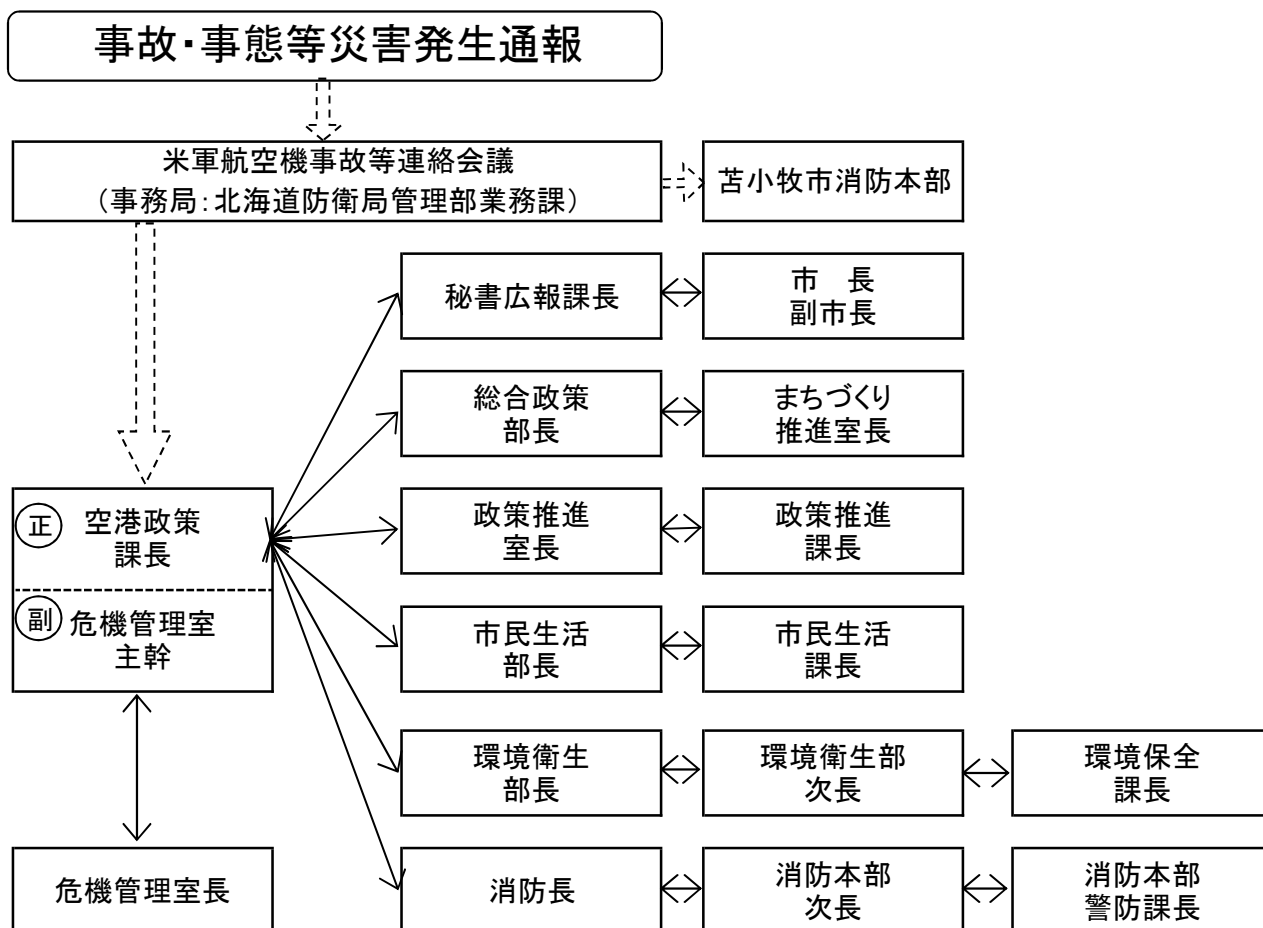 事故・事態等災害発生通報
米軍航空機事故等連絡会議
（事務局：北海道防衛局管理部業務課）
苫小牧市消防本部
秘書広報課長
市　長
副市長
総合政策
部長
まちづくり
推進室長
正
空港政策
課長
副
危機管理室
主幹
政策推進
室長
政策推進
課長
市民生活
部長
市民生活
課長
環境衛生
部長
環境衛生部
次長
環境保全
課長
危機管理室長
消防長
消防本部
次長
消防本部
警防課長